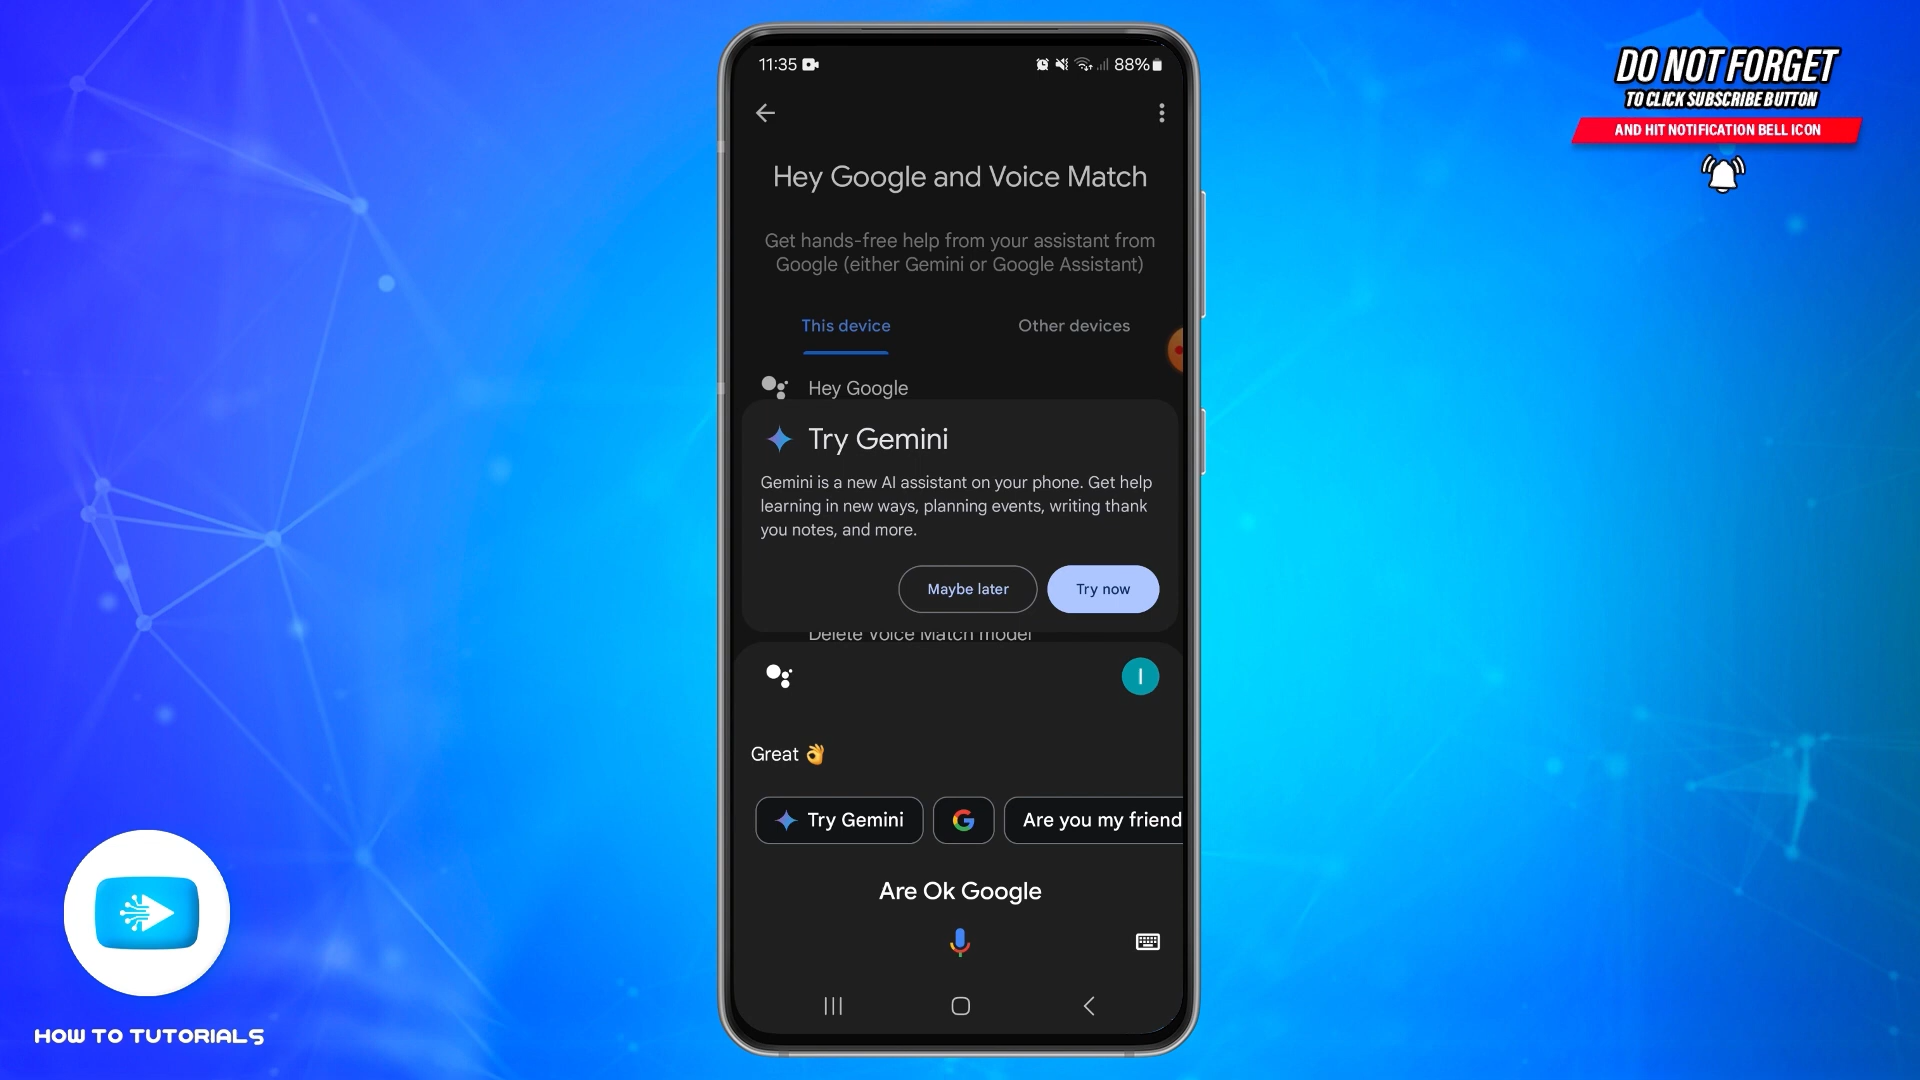 DO NOT FORGET
TO CLICK SUBSCRIBE BUTTON
AND HIT NOTIFICATION BELL ICON
11:35
88%
Hey Google and Voice Match
Get hands-free help from your assistant from
Google (either Gemini or Google Assistant)
This device
Other devices
Hey Google
Try Gemini
Gemini is a new AI assistant on your phone. Get help
learning in new ways, planning events, writing thank
you notes, and more.
Maybe later
Try now
Delete Voice Match model
I
Great 👌
Try Gemini
G
Are you my friend
Are Ok Google
HOW TO TUTORIALS